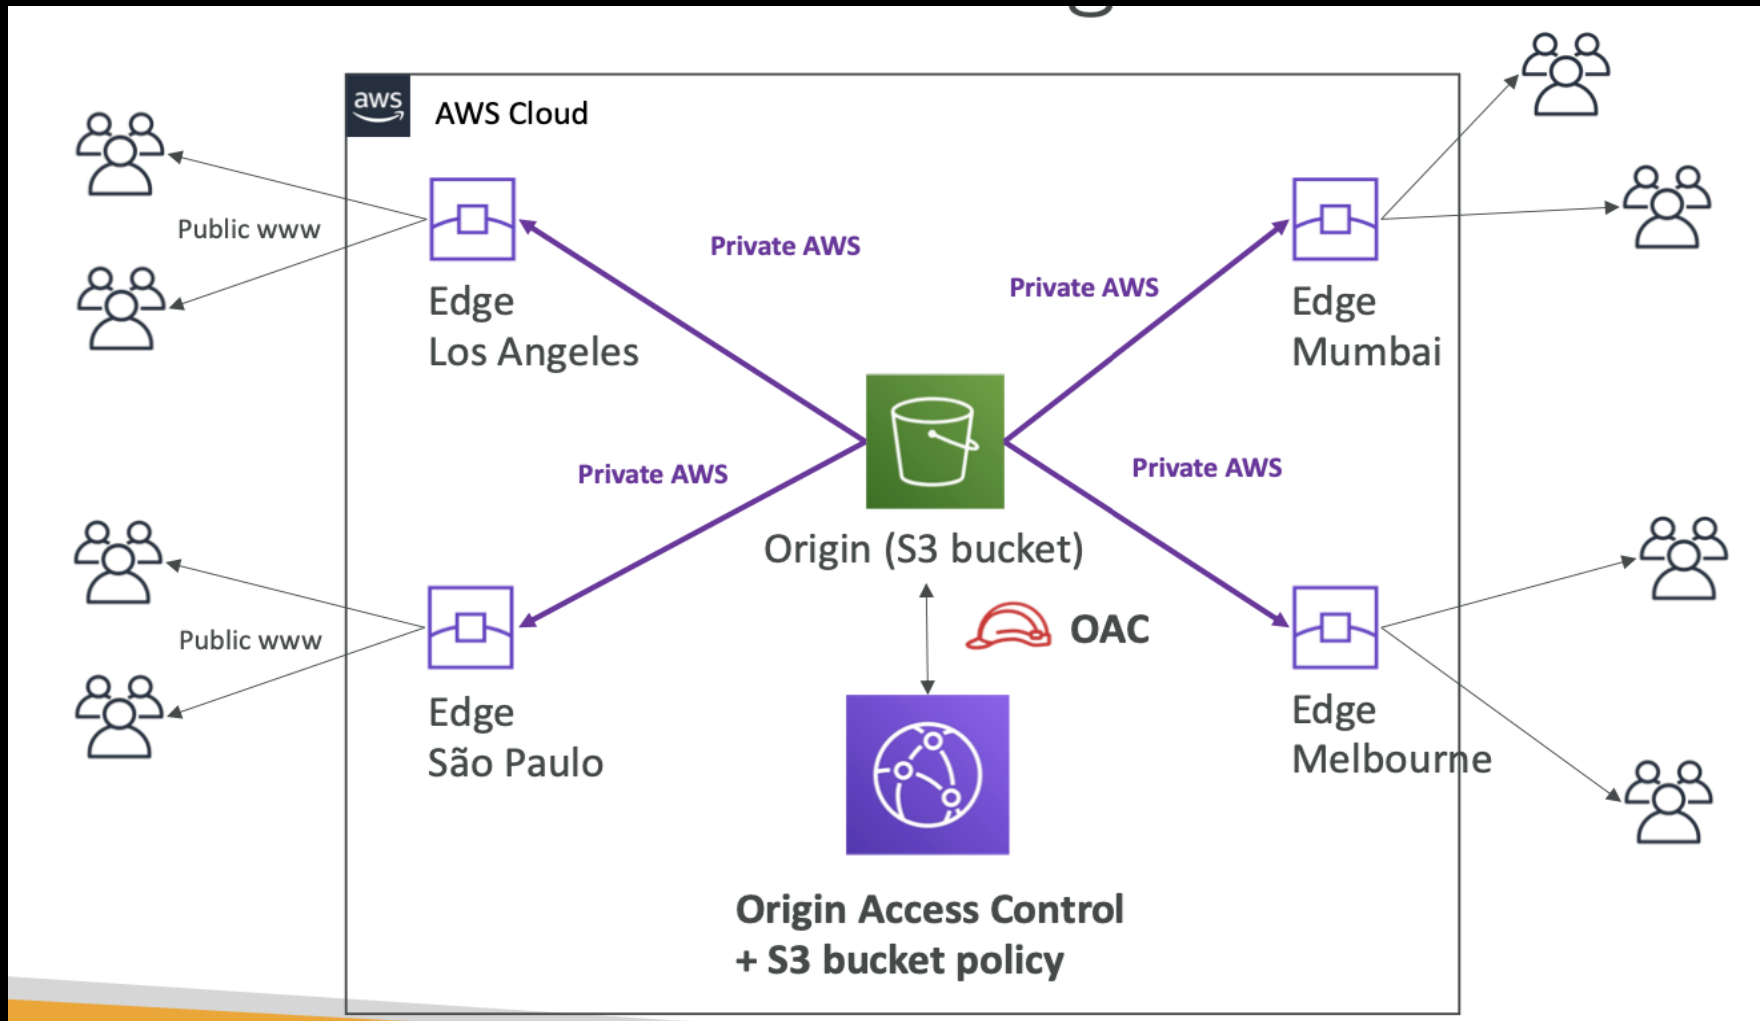 aws
AWS Cloud
Public www
Edge
Los Angeles
Private AWS
Private AWS
Edge
Mumbai
Private AWS
Private AWS
Origin (S3 bucket)
OAC
Public www
Edge
São Paulo
Edge
Melbourne
Origin Access Control
+ S3 bucket policy